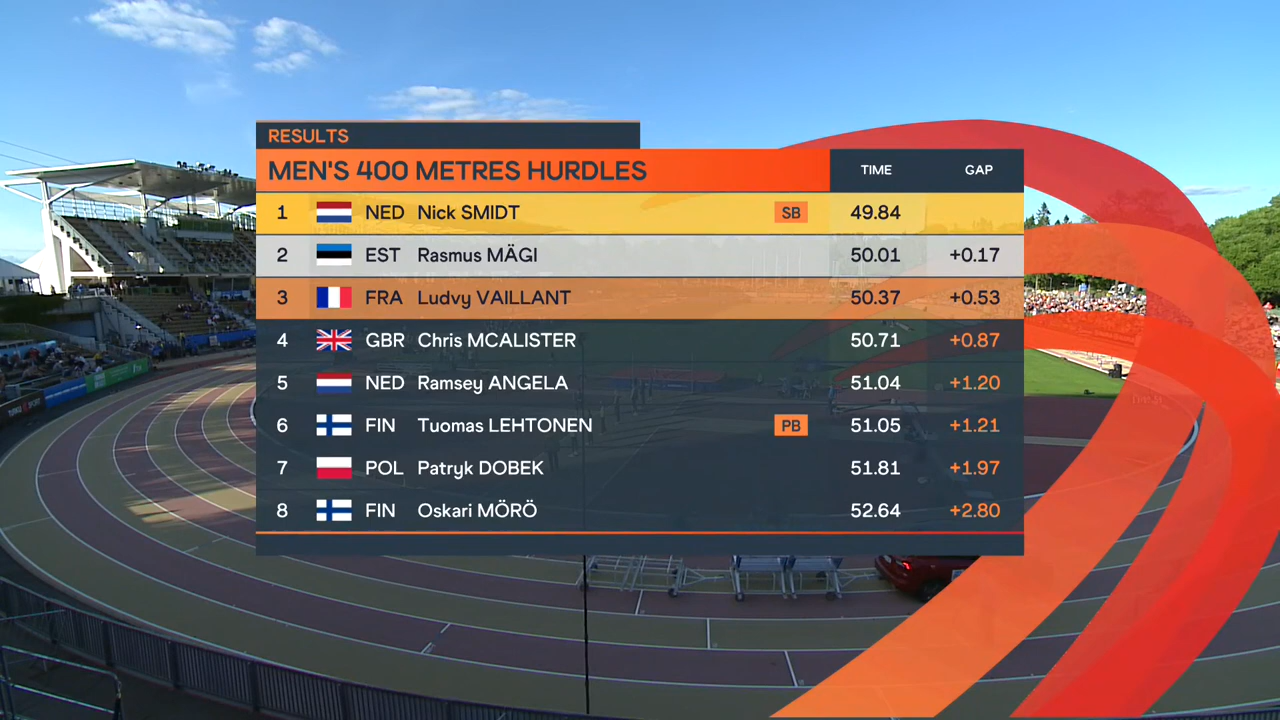 RESULTS
MEN'S 400 METRES HURDLES TIME GAP
1 NED Nick SMIDT SB 49.84
2 EST Rasmus MÄGI 50.01 +0.17
3 FRA Ludvy VAILLANT 50.37 +0.53
4 GBR Chris MCALISTER 50.71 +0.87
5 NED Ramsey ANGELA 51.04 +1.20
6 FIN Tuomas LEHTONEN PB 51.05 +1.21
7 POL Patryk DOBEK 51.81 +1.97
8 FIN Oskari MÖRÖ 52.64 +2.80